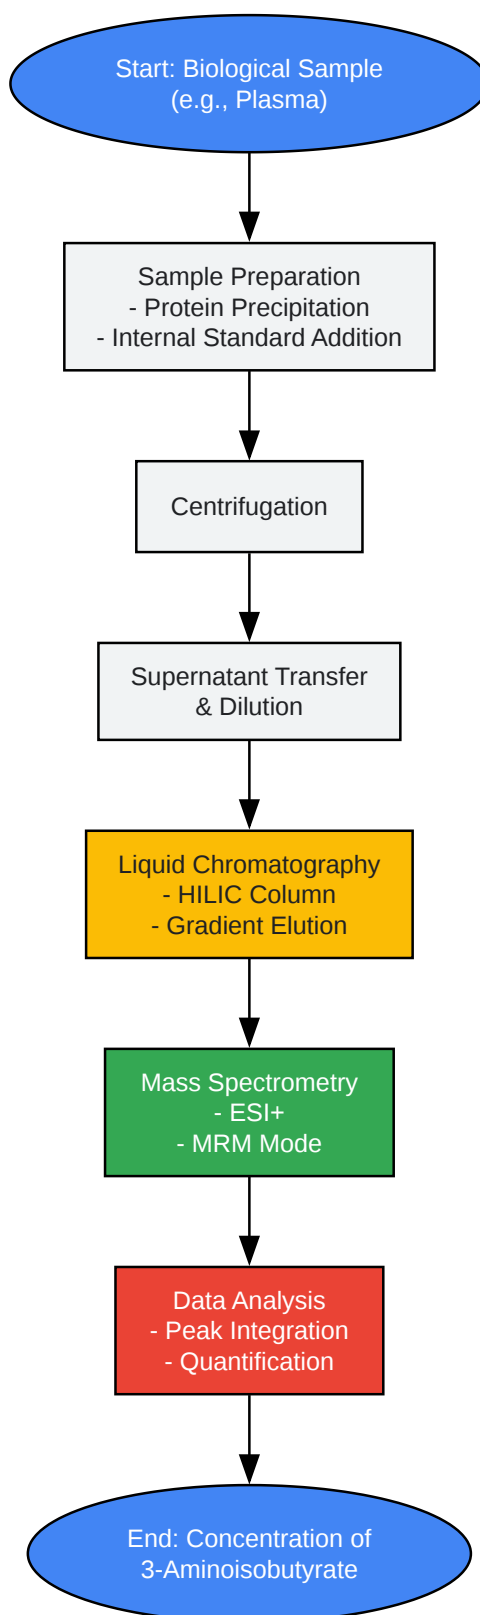 Start: Biological Sample
(e.g., Plasma)
Sample Preparation
- Protein Precipitation
- Internal Standard Addition
Centrifugation
Supernatant Transfer
& Dilution
Liquid Chromatography
- HILIC Column
- Gradient Elution
Mass Spectrometry
- ESI+
- MRM Mode
Data Analysis
- Peak Integration
- Quantification
End: Concentration of
3-Aminoisobutyrate